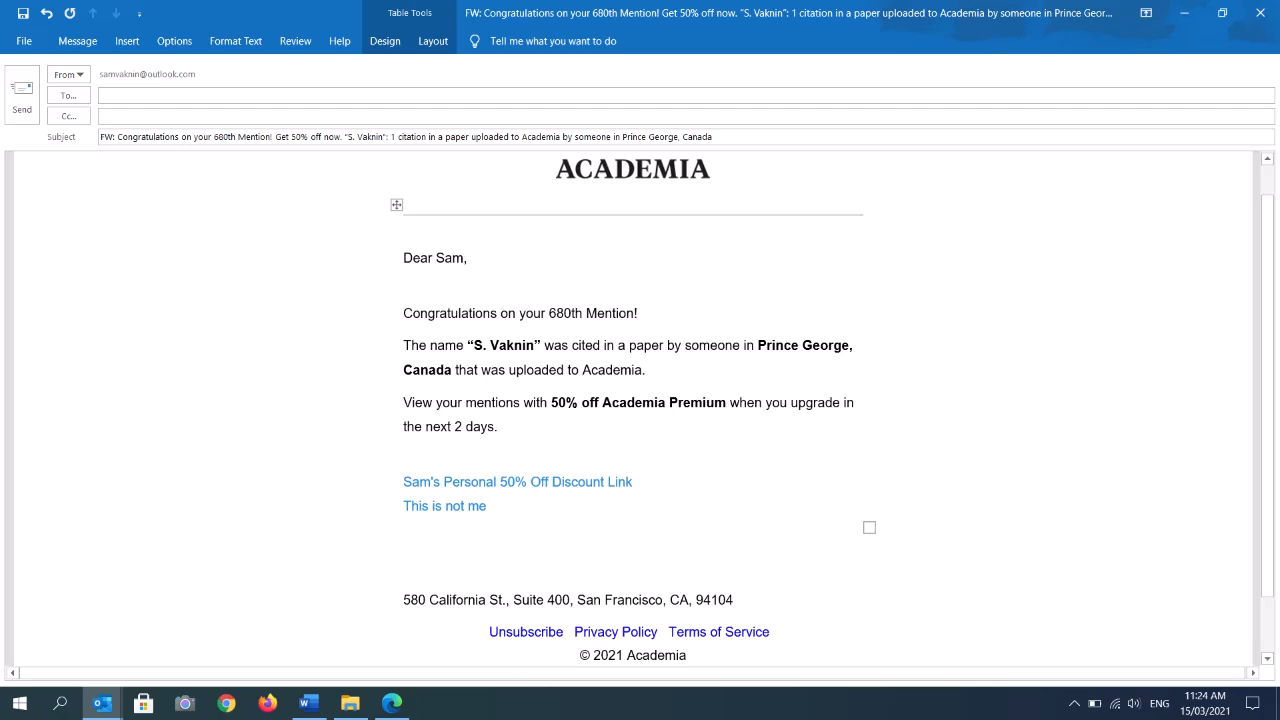 Table Tools
FW: Congratulations on your 680th Mention! Get 50% off now. "S. Vaknin": 1 citation in a paper uploaded to Academia by someone in Prince Geor...
File Message Insert Options Format Text Review Help Design Layout Tell me what you want to do
Send
From
samvaknin@outlook.com
To...
Cc...
Subject
FW: Congratulations on your 680th Mention! Get 50% off now. "S. Vaknin": 1 citation in a paper uploaded to Academia by someone in Prince George, Canada
ACADEMIA
Dear Sam,
Congratulations on your 680th Mention!
The name “S. Vaknin” was cited in a paper by someone in Prince George,
Canada that was uploaded to Academia.
View your mentions with 50% off Academia Premium when you upgrade in
the next 2 days.
Sam's Personal 50% Off Discount Link
This is not me
580 California St., Suite 400, San Francisco, CA, 94104
Unsubscribe Privacy Policy Terms of Service
© 2021 Academia
ENG
11:24 AM
15/03/2021